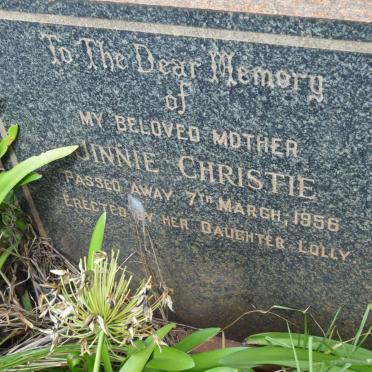 To The Dear Memory
of
MY BELOVED MOTHER
JINNIE CHRISTIE
PASSED AWAY 7TH MARCH, 1956
ERECTED BY HER DAUGHTER LOLLY